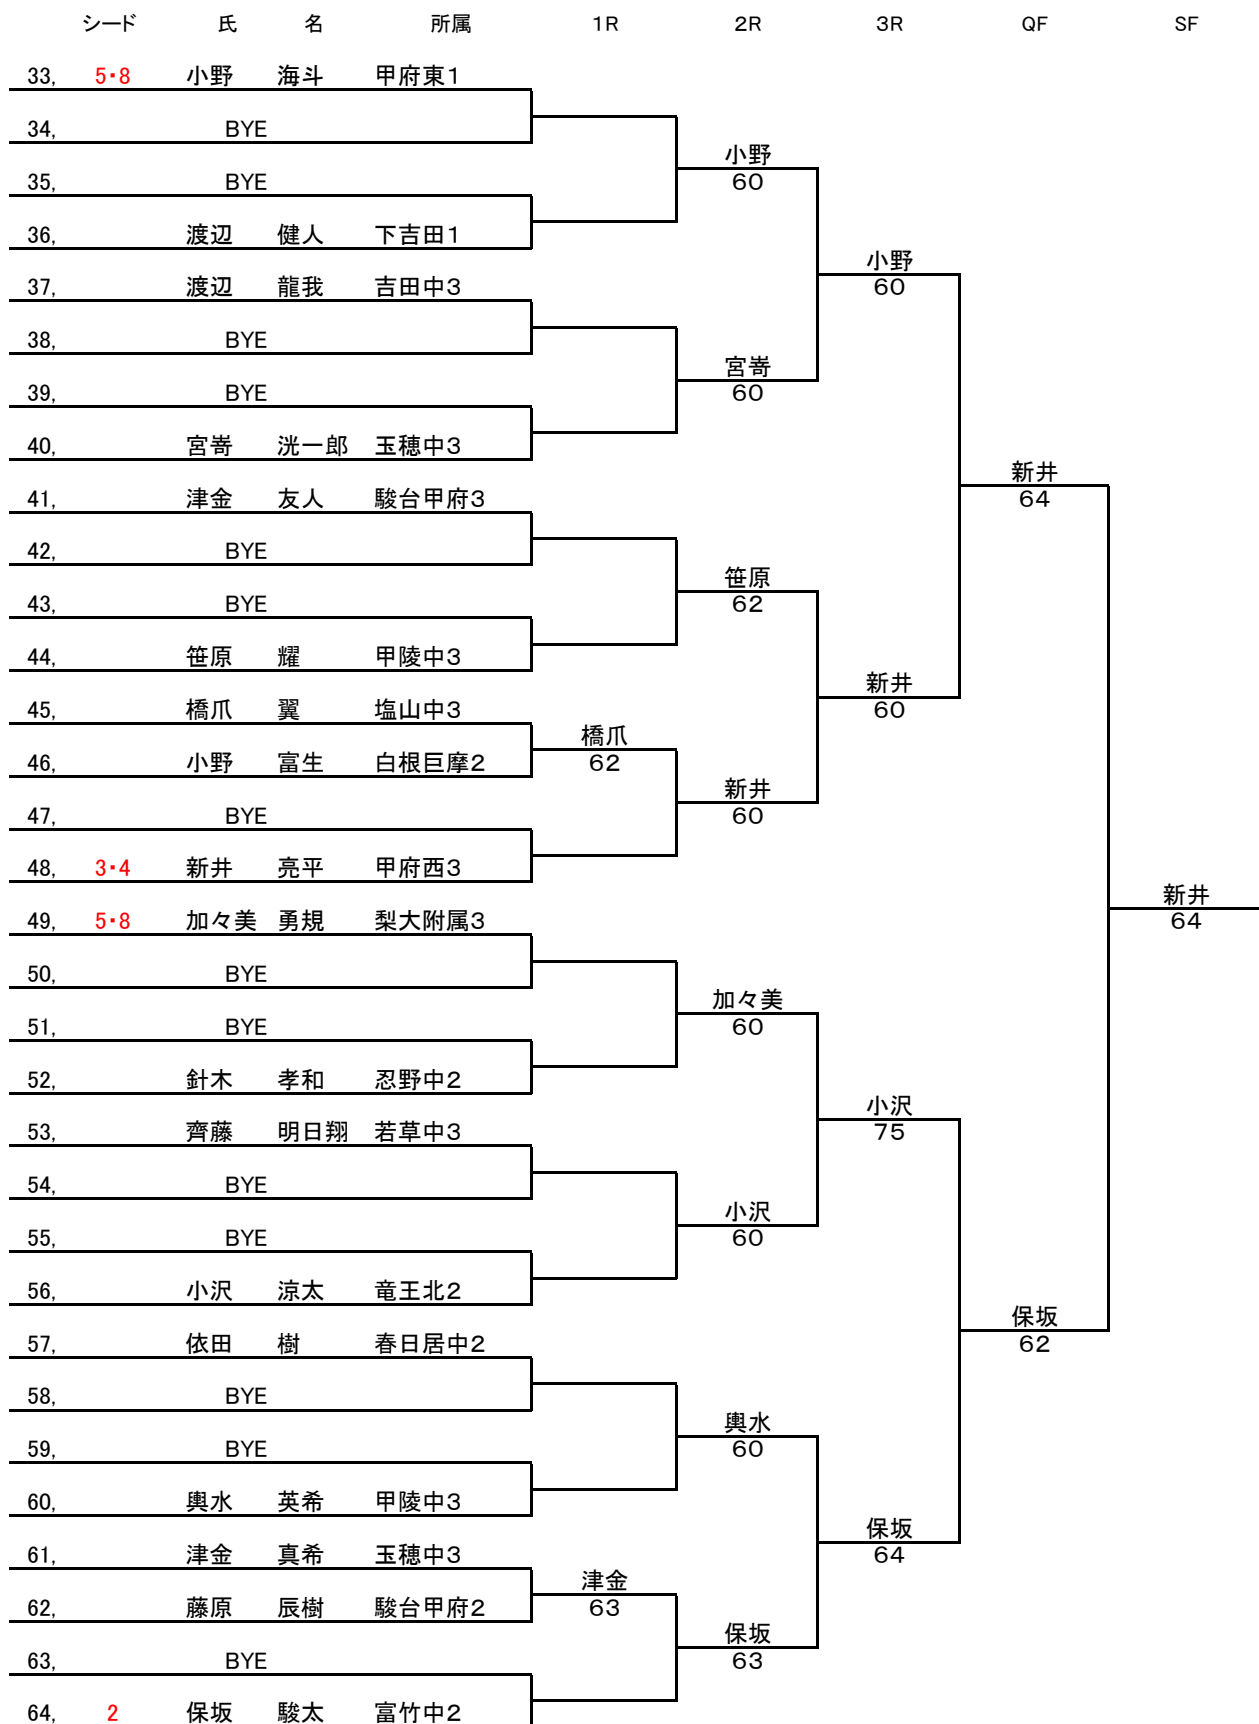 シード 氏 名 所属 1R 2R 3R QF SF
33, 5・8 小野 海斗 甲府東1
34, BYE
小野
60
35, BYE
36, 渡辺 健人 下吉田1
小野
60
37, 渡辺 龍我 吉田中3
38, BYE
宮嵜
60
39, BYE
40, 宮嵜 洸一郎 玉穂中3
新井
64
41, 津金 友人 駿台甲府3
42, BYE
笹原
62
43, BYE
44, 笹原 耀 甲陵中3
新井
60
45, 橋爪 翼 塩山中3
橋爪
62
46, 小野 富生 白根巨摩2
新井
60
47, BYE
48, 3・4 新井 亮平 甲府西3
新井
64
49, 5・8 加々美 勇規 梨大附属3
50, BYE
加々美
60
51, BYE
52, 針木 孝和 忍野中2
小沢
75
53, 齊藤 明日翔 若草中3
54, BYE
小沢
60
55, BYE
56, 小沢 涼太 竜王北2
保坂
62
57, 依田 樹 春日居中2
58, BYE
輿水
60
59, BYE
60, 輿水 英希 甲陵中3
保坂
64
61, 津金 真希 玉穂中3
津金
63
62, 藤原 辰樹 駿台甲府2
保坂
63
63, BYE
64, 2 保坂 駿太 富竹中2